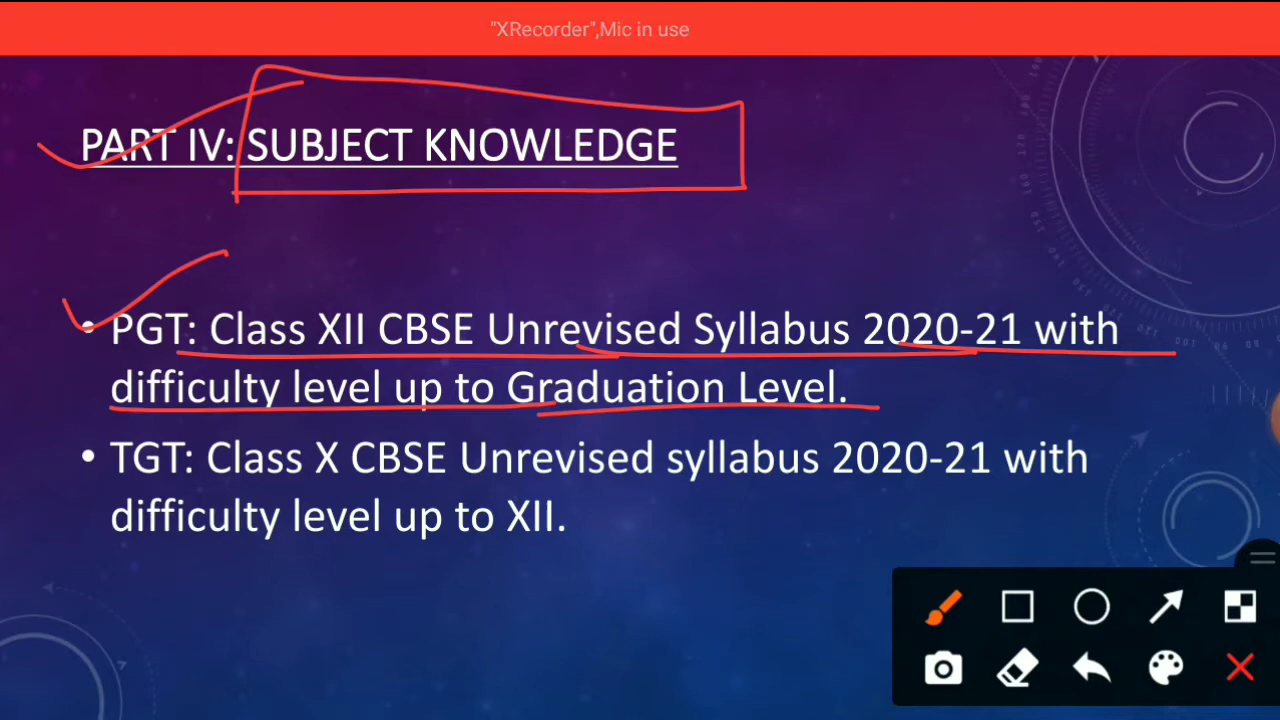 "XRecorder",Mic in use
PART IV: SUBJECT KNOWLEDGE
• PGT: Class XII CBSE Unrevised Syllabus 2020-21 with
difficulty level up to Graduation Level.
• TGT: Class X CBSE Unrevised syllabus 2020-21 with
difficulty level up to XII.